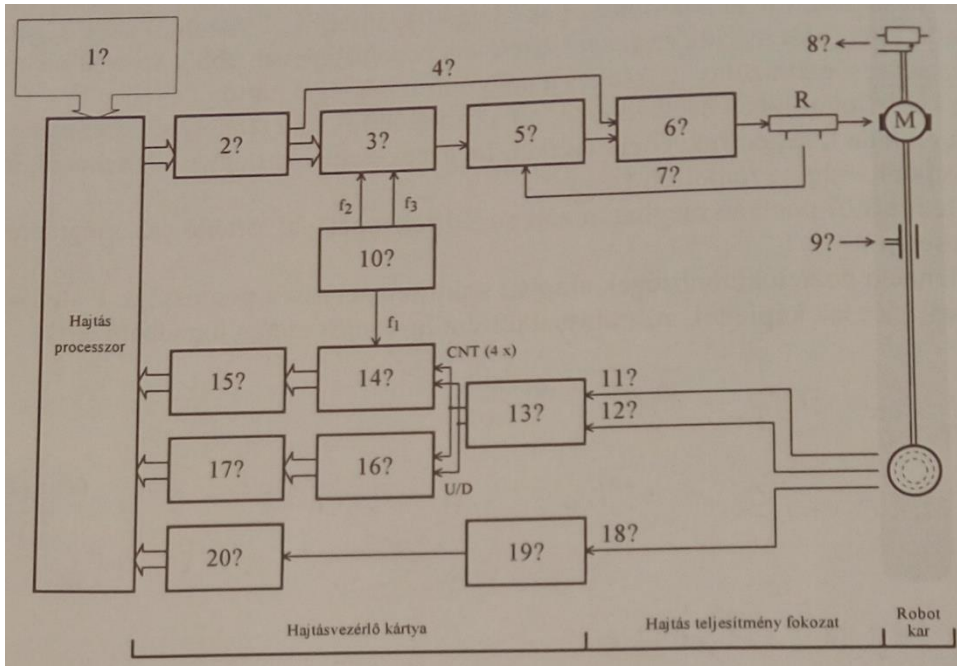 1?
8?
4?
R
2?
3?
5?
6?
M
7?
f2
f3
9?
10?
Hajtás
processzor
f1
CNT (4 x)
15?
14?
13?
11?
12?
17?
16?
U/D
18?
20?
19?
Hajtásvezérlő kártya
Hajtás teljesítmény fokozat
Robot
kar